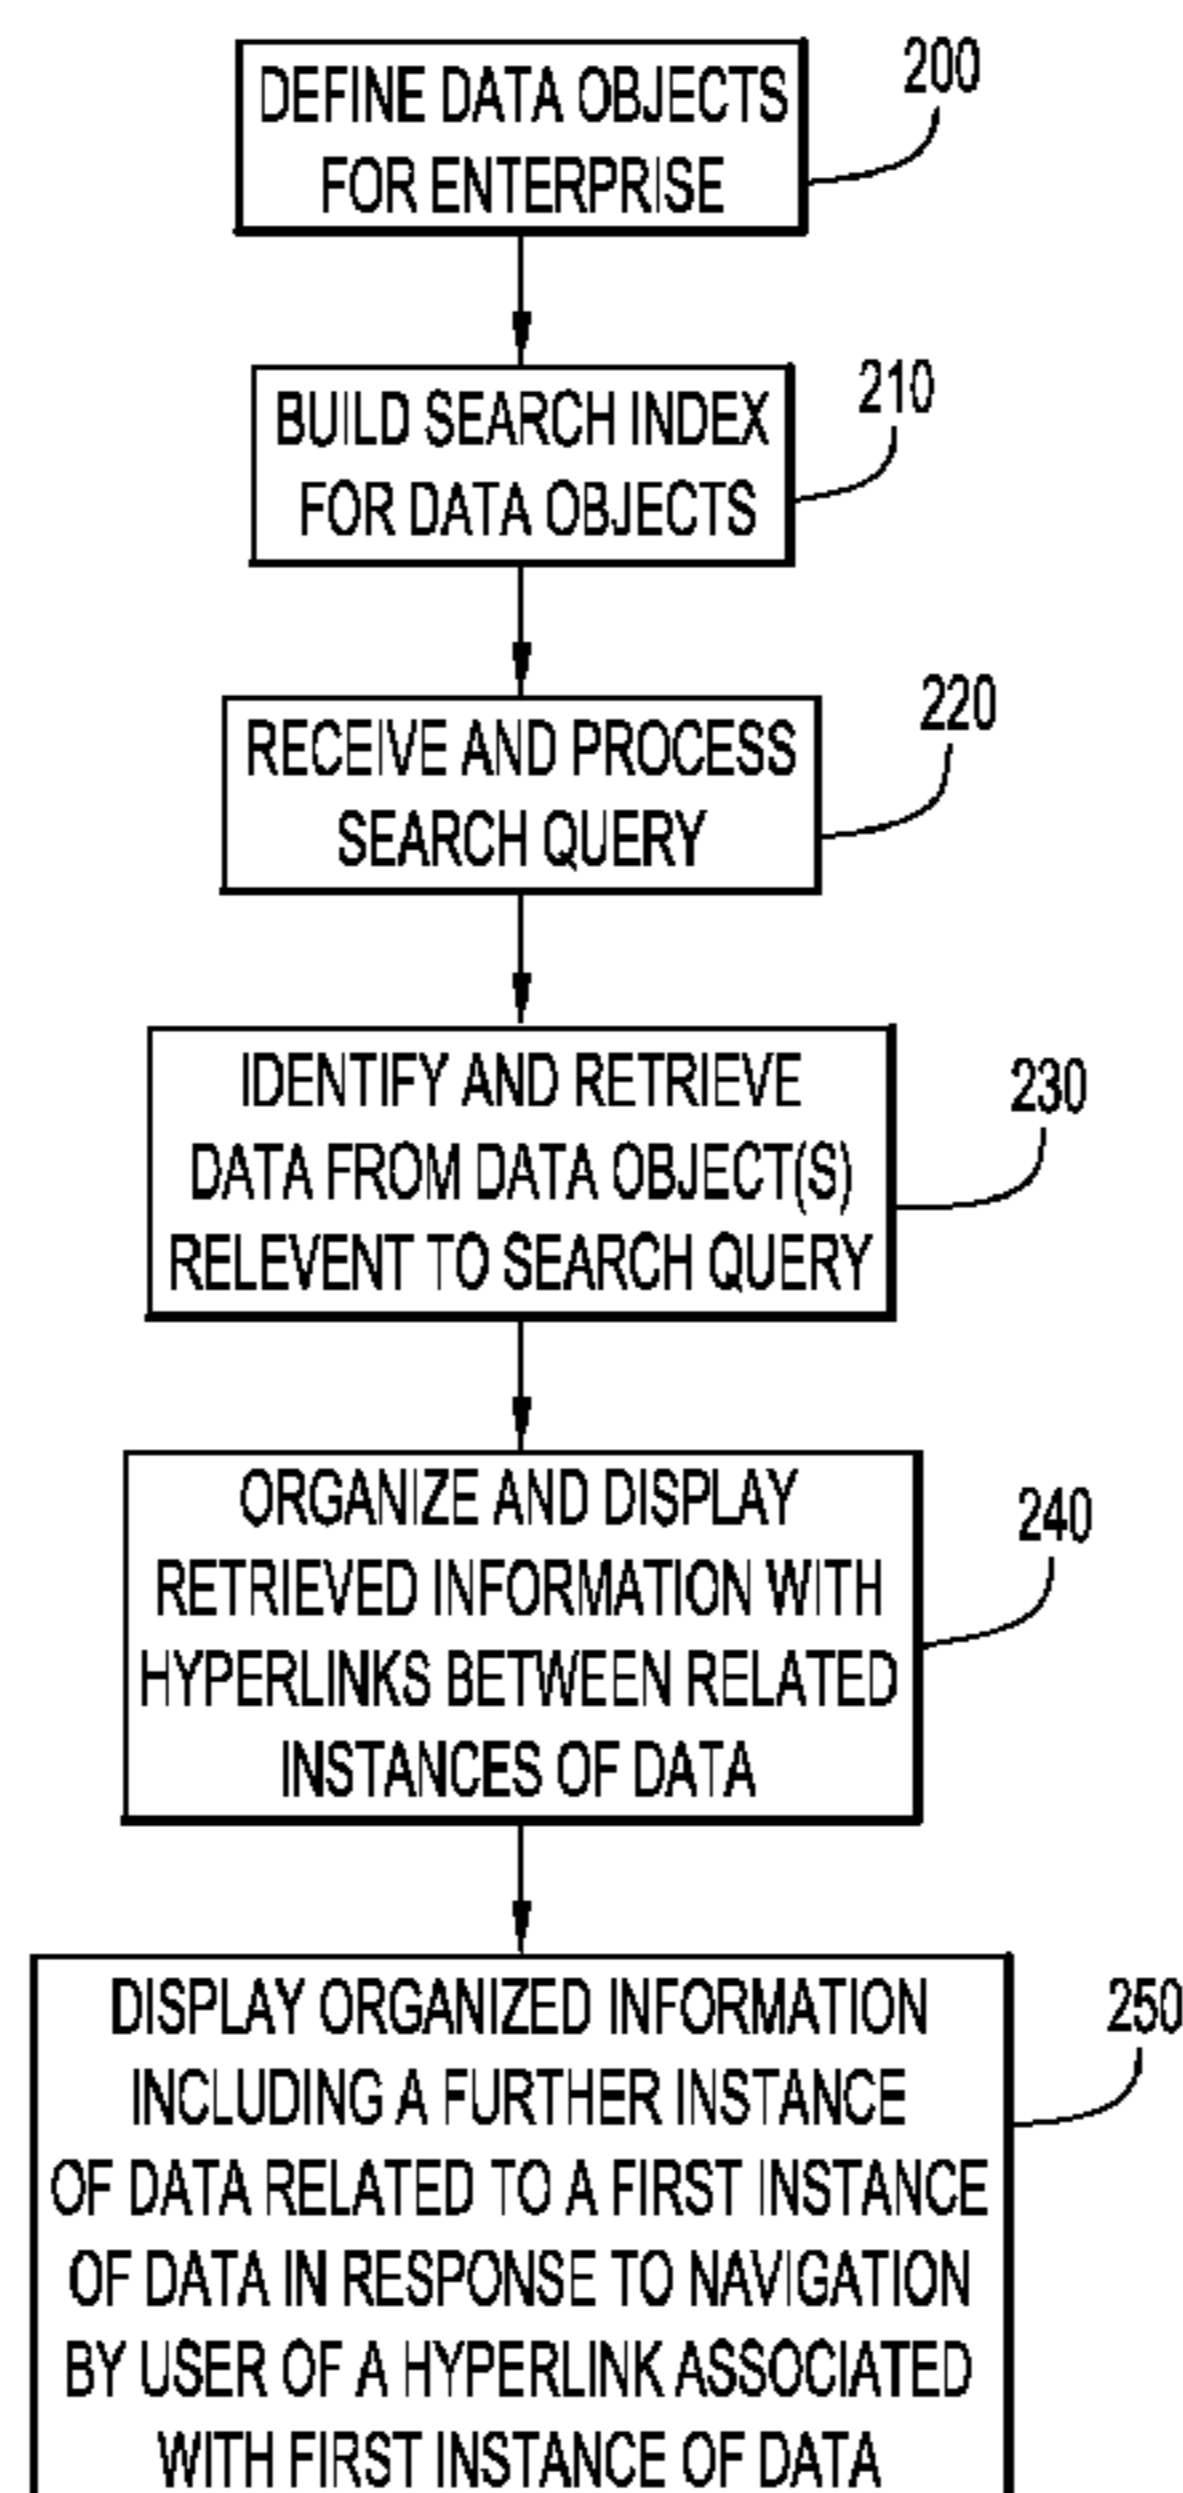 DEFINE DATA OBJECTS
FOR ENTERPRISE
200
BUILD SEARCH INDEX
FOR DATA OBJECTS
210
RECEIVE AND PROCESS
SEARCH QUERY
220
IDENTIFY AND RETRIEVE
DATA FROM DATA OBJECT(S)
RELEVENT TO SEARCH QUERY
230
ORGANIZE AND DISPLAY
RETRIEVED INFORMATION WITH
HYPERLINKS BETWEEN RELATED
INSTANCES OF DATA
240
DISPLAY ORGANIZED INFORMATION
INCLUDING A FURTHER INSTANCE
OF DATA RELATED TO A FIRST INSTANCE
OF DATA IN RESPONSE TO NAVIGATION
BY USER OF A HYPERLINK ASSOCIATED
WITH FIRST INSTANCE OF DATA
250